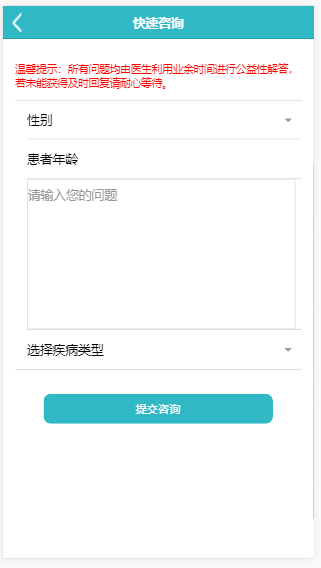 快速咨询
温馨提示：所有问题均由医生利用业余时间进行公益性解答，
若未能获得及时回复请耐心等待。
性别
患者年龄
请输入您的问题
选择疾病类型
提交咨询